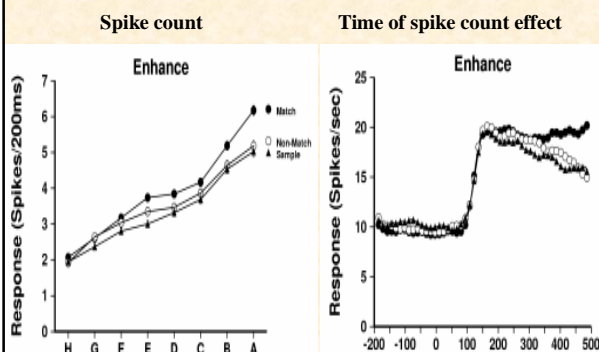 Spike count
Time of spike count effect
Enhance
Response (Spikes/200ms)
7
6
5
4
3
2
1
0
H G F E D C B A
Match
Non-Match
Sample
Enhance
Response (Spikes/sec)
25
20
15
10
5
0
-200 -100 0 100 200 300 400 500